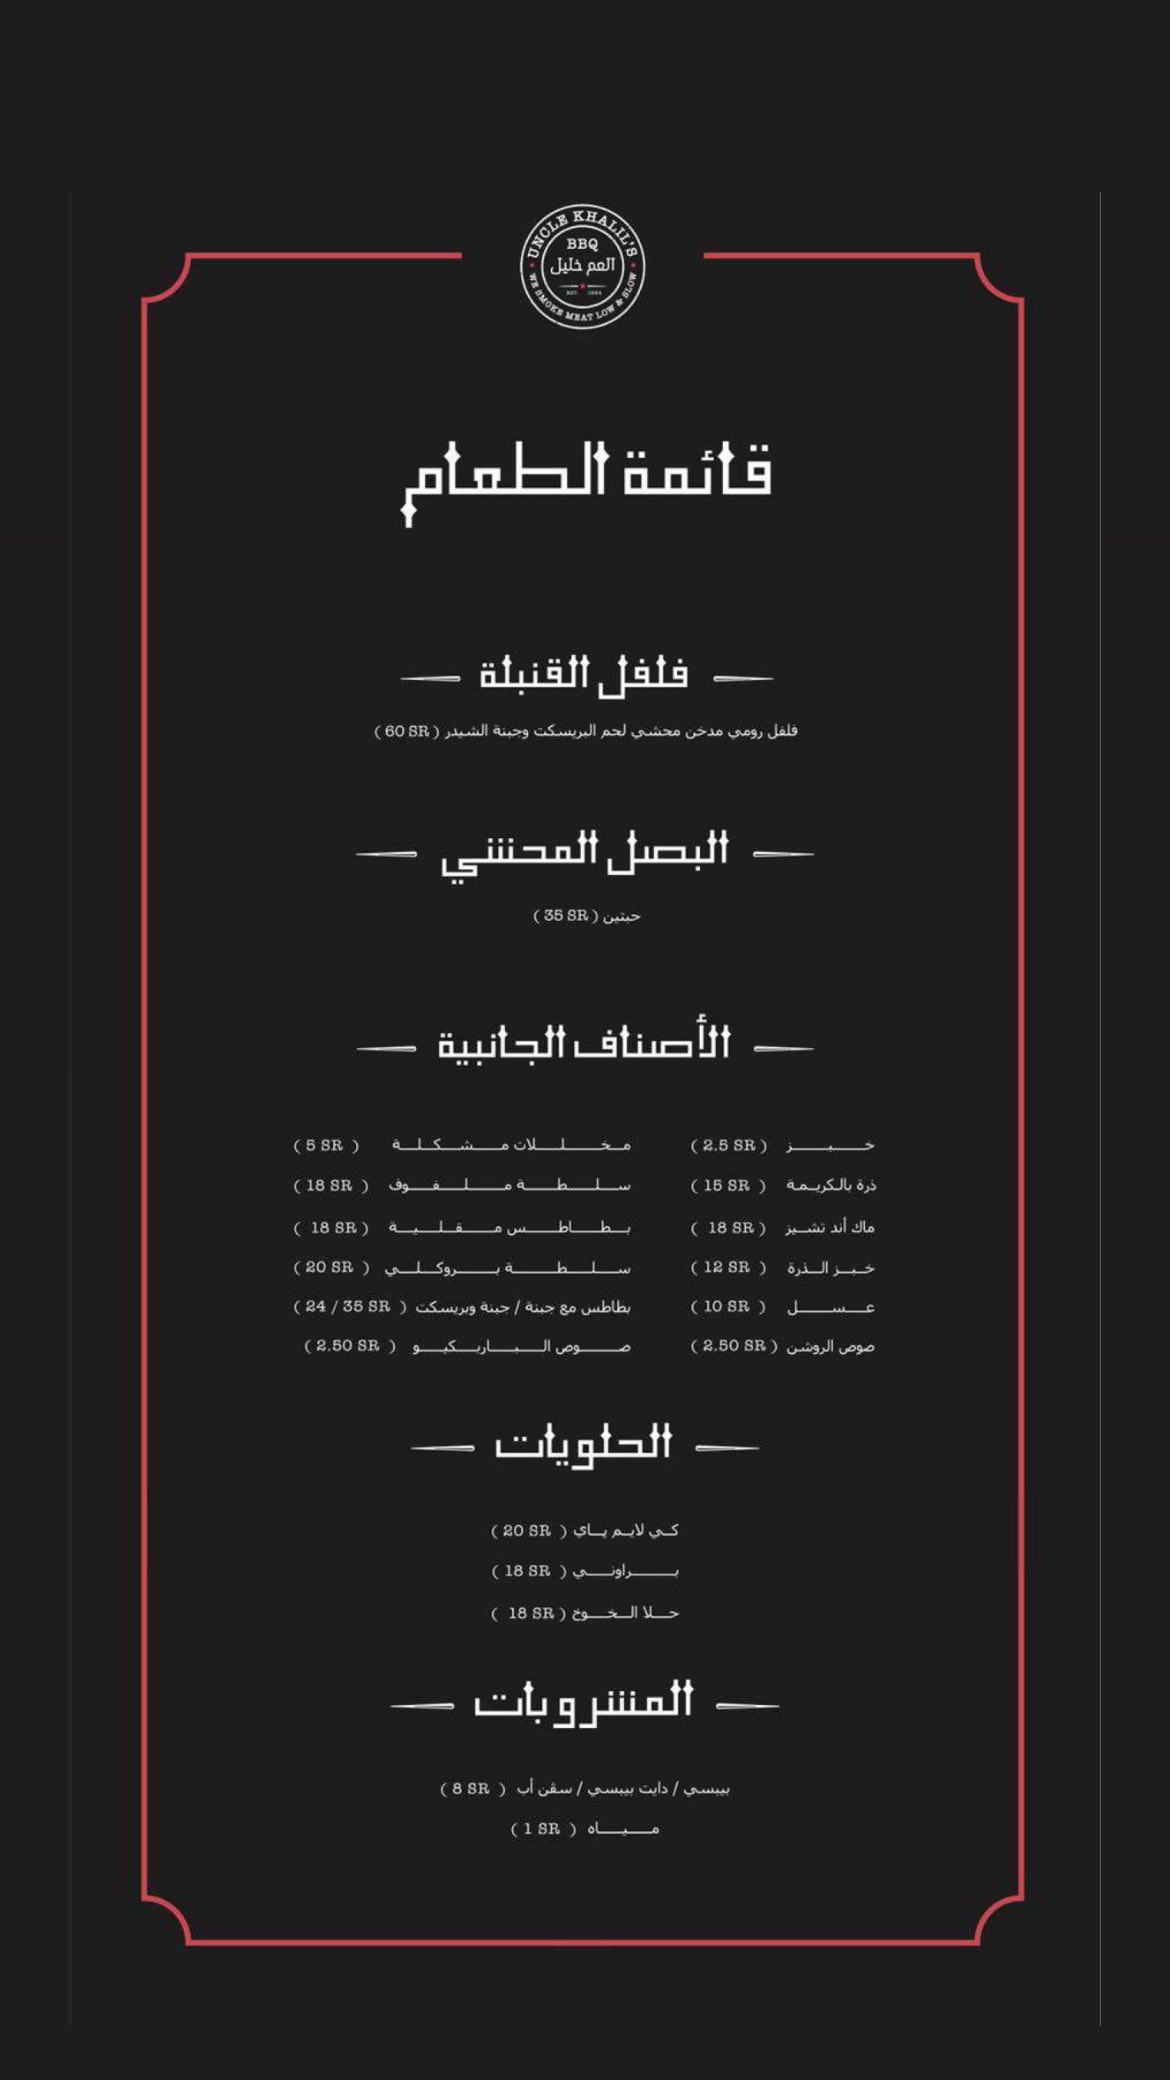 UNCLE KHALIL'S
BBQ
العم خليل
EST. 1994
WE SMOKE MEAT LOW & SLOW
قائمة الطعام
فلفل القنبلة
فلفل رومي مدخن محشي لحم البريسكت وجبنة الشيدر ( 60 SR )
البصل المحشي
حبتين ( 35 SR )
الأصناف الجانبية
خبز ( 2.5 SR )
مخللات مشكلة ( 5 SR )
ذرة بالكريمة ( 15 SR )
سلطة ملفوف ( 18 SR )
ماك أند تشيز ( 18 SR )
بطاطس مقلية ( 18 SR )
خبز الذرة ( 12 SR )
سلطة بروكلي ( 20 SR )
عسل ( 10 SR )
بطاطس مع جبنة / جبنة وبريسكت ( 24 / 35 SR )
صوص الروشن ( 2.50 SR )
صوص الباربكيو ( 2.50 SR )
الحلويات
كي لايم باي ( 20 SR )
براوني ( 18 SR )
حلا الخوخ ( 18 SR )
المشروبات
بيبسي / دايت بيبسي / سڤن أب ( 8 SR )
مياه ( 1 SR )